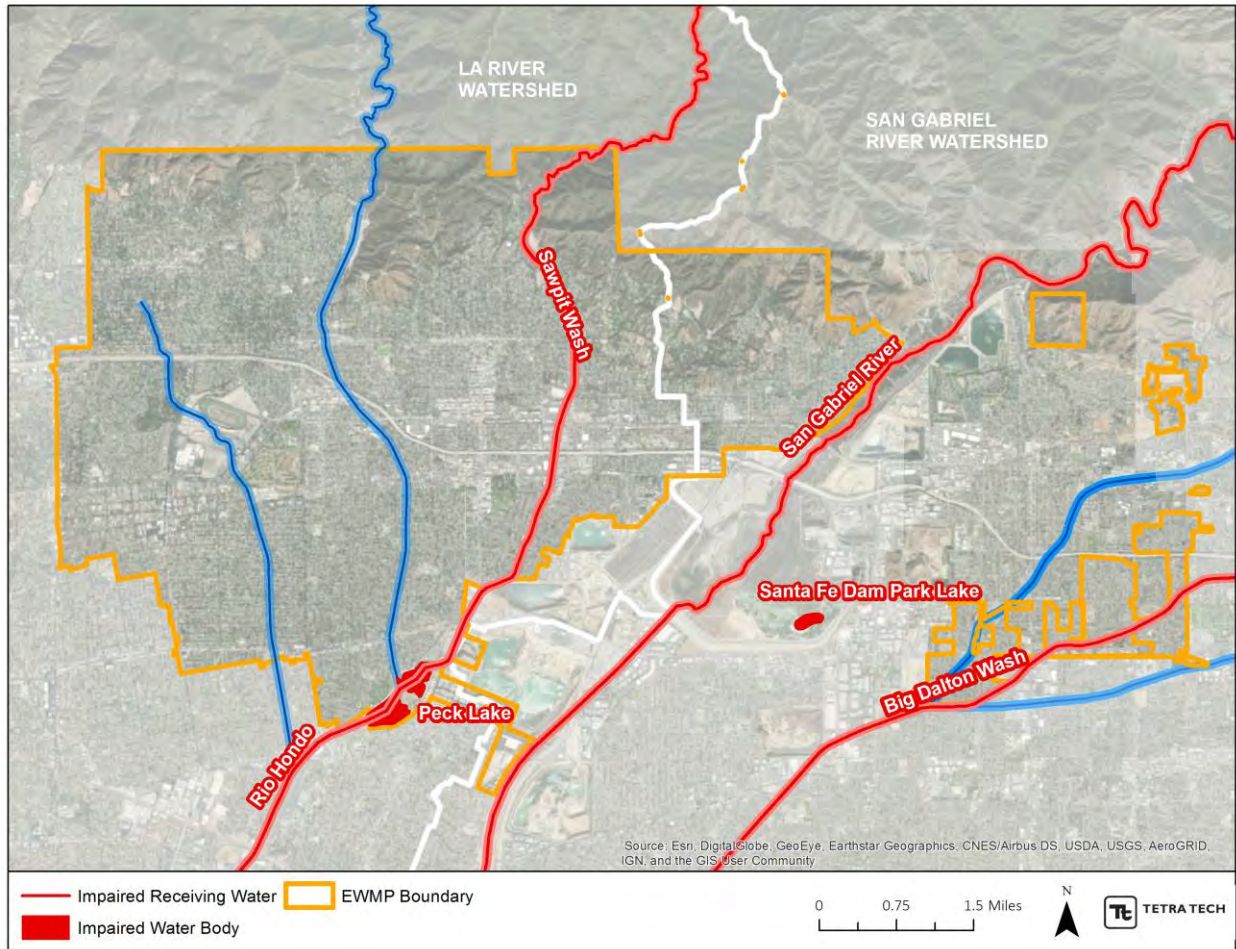 LA RIVER
WATERSHED
SAN GABRIEL
RIVER WATERSHED
Sawpit Wash
San Gabriel River
Santa Fe Dam Park Lake
Big Dalton Wash
Peck Lake
Rio Hondo
Source: Esri, DigitalGlobe, GeoEye, Earthstar Geographics, CNES/Airbus DS, USDA, USGS, AeroGRID,
IGN, and the GIS User Community
Impaired Receiving Water
EWMP Boundary
Impaired Water Body
0 0.75 1.5 Miles
N
Tt TETRA TECH